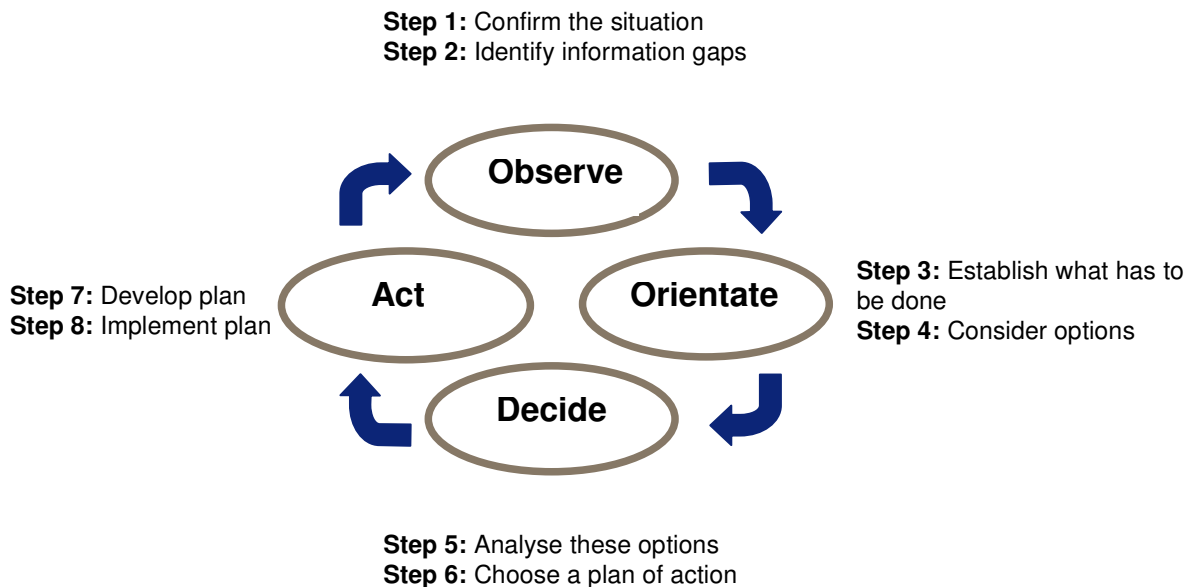 Step 1: Confirm the situation
Step 2: Identify information gaps
Observe
Orientate
Step 3: Establish what has to
be done
Step 4: Consider options
Decide
Step 5: Analyse these options
Step 6: Choose a plan of action
Act
Step 7: Develop plan
Step 8: Implement plan